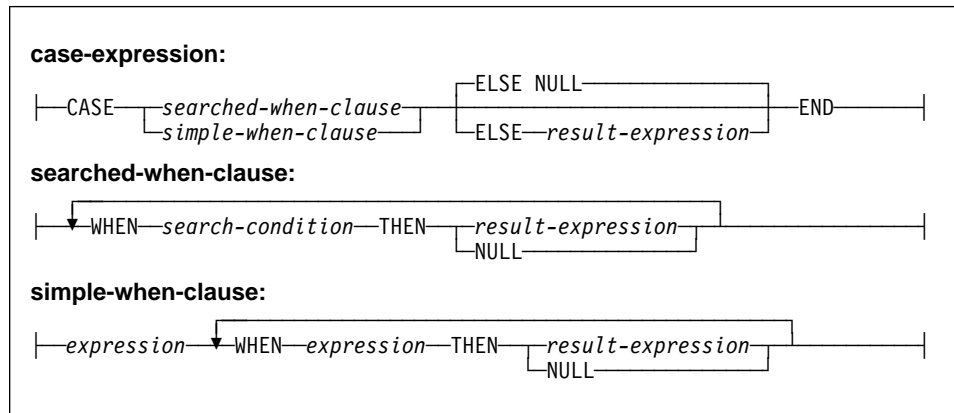 case-expression:
ELSE NULL
CASE searched-when-clause END
simple-when-clause ELSE result-expression
searched-when-clause:
WHEN search-condition THEN result-expression
NULL
simple-when-clause:
expression WHEN expression THEN result-expression
NULL